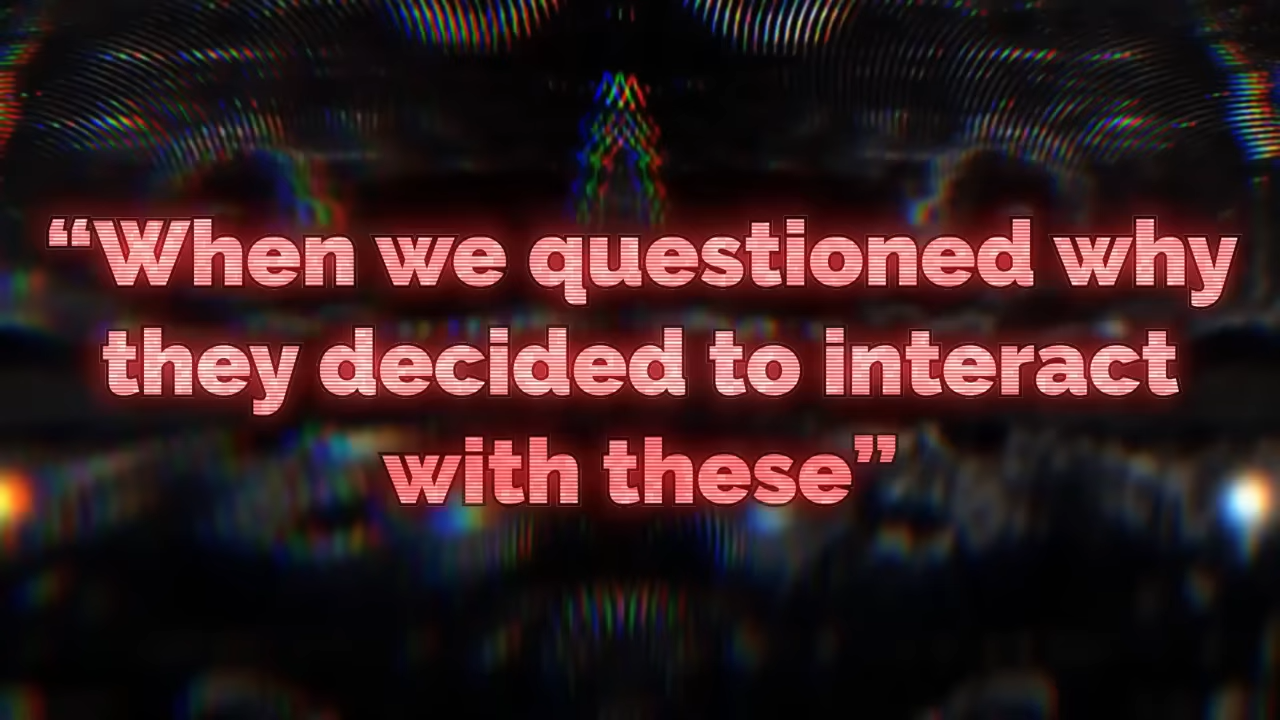 “When we questioned why
they decided to interact
with these”